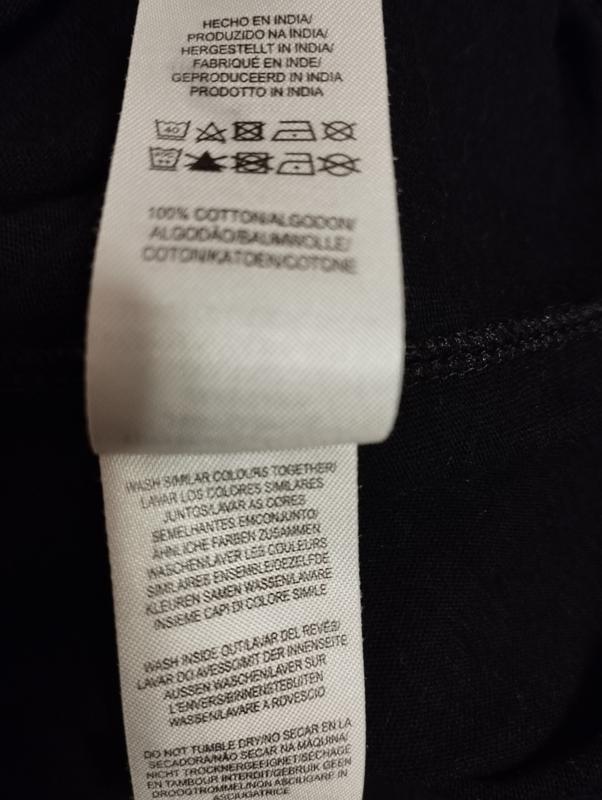 HECHO EN INDIA/
PRODUZIDO NA INDIA/
HERGESTELLT IN INDIA/
FABRIQUÉ EN INDE/
GEPRODUCEERD IN INDIA
PRODOTTO IN INDIA
40
100% COTTON/ALGODON/
ALGODÃO/BAUMWOLLE/
COTON/KATOEN/COTONE
WASH SIMILAR COLOURS TOGETHER/
LAVAR LOS COLORES SIMILARES
JUNTOS/LAVAR AS CORES
SEMELHANTES EMCONJUNTO/
ÄHNLICHE FARBEN ZUSAMMEN
WASCHEN/LAVER LES COULEURS
SIMILAIRES ENSEMBLE/DEZELFDE
KLEUREN SAMEN WASSEN/LAVARE
INSIEME CAPI DI COLORE SIMILE
WASH INSIDE OUT/LAVAR DEL REVÉS/
LAVAR DO AVESSO/MIT DER INNENSEITE
AUSSEN WASCHEN/LAVER SUR
L'ENVERS/BINNENSTEBUITEN
WASSEN/LAVARE A ROVESCIO
DO NOT TUMBLE DRY/NO SECAR EN LA
SECADORA/NÃO SECAR NA MÁQUINA/
NICHT TROCKNERGEEIGNET/SÉCHAGE
EN TAMBOUR INTERDIT/GEBRUIK GEEN
DROOGTROMMEL/NON ASCIUGARE IN
ASCIUGATRICE